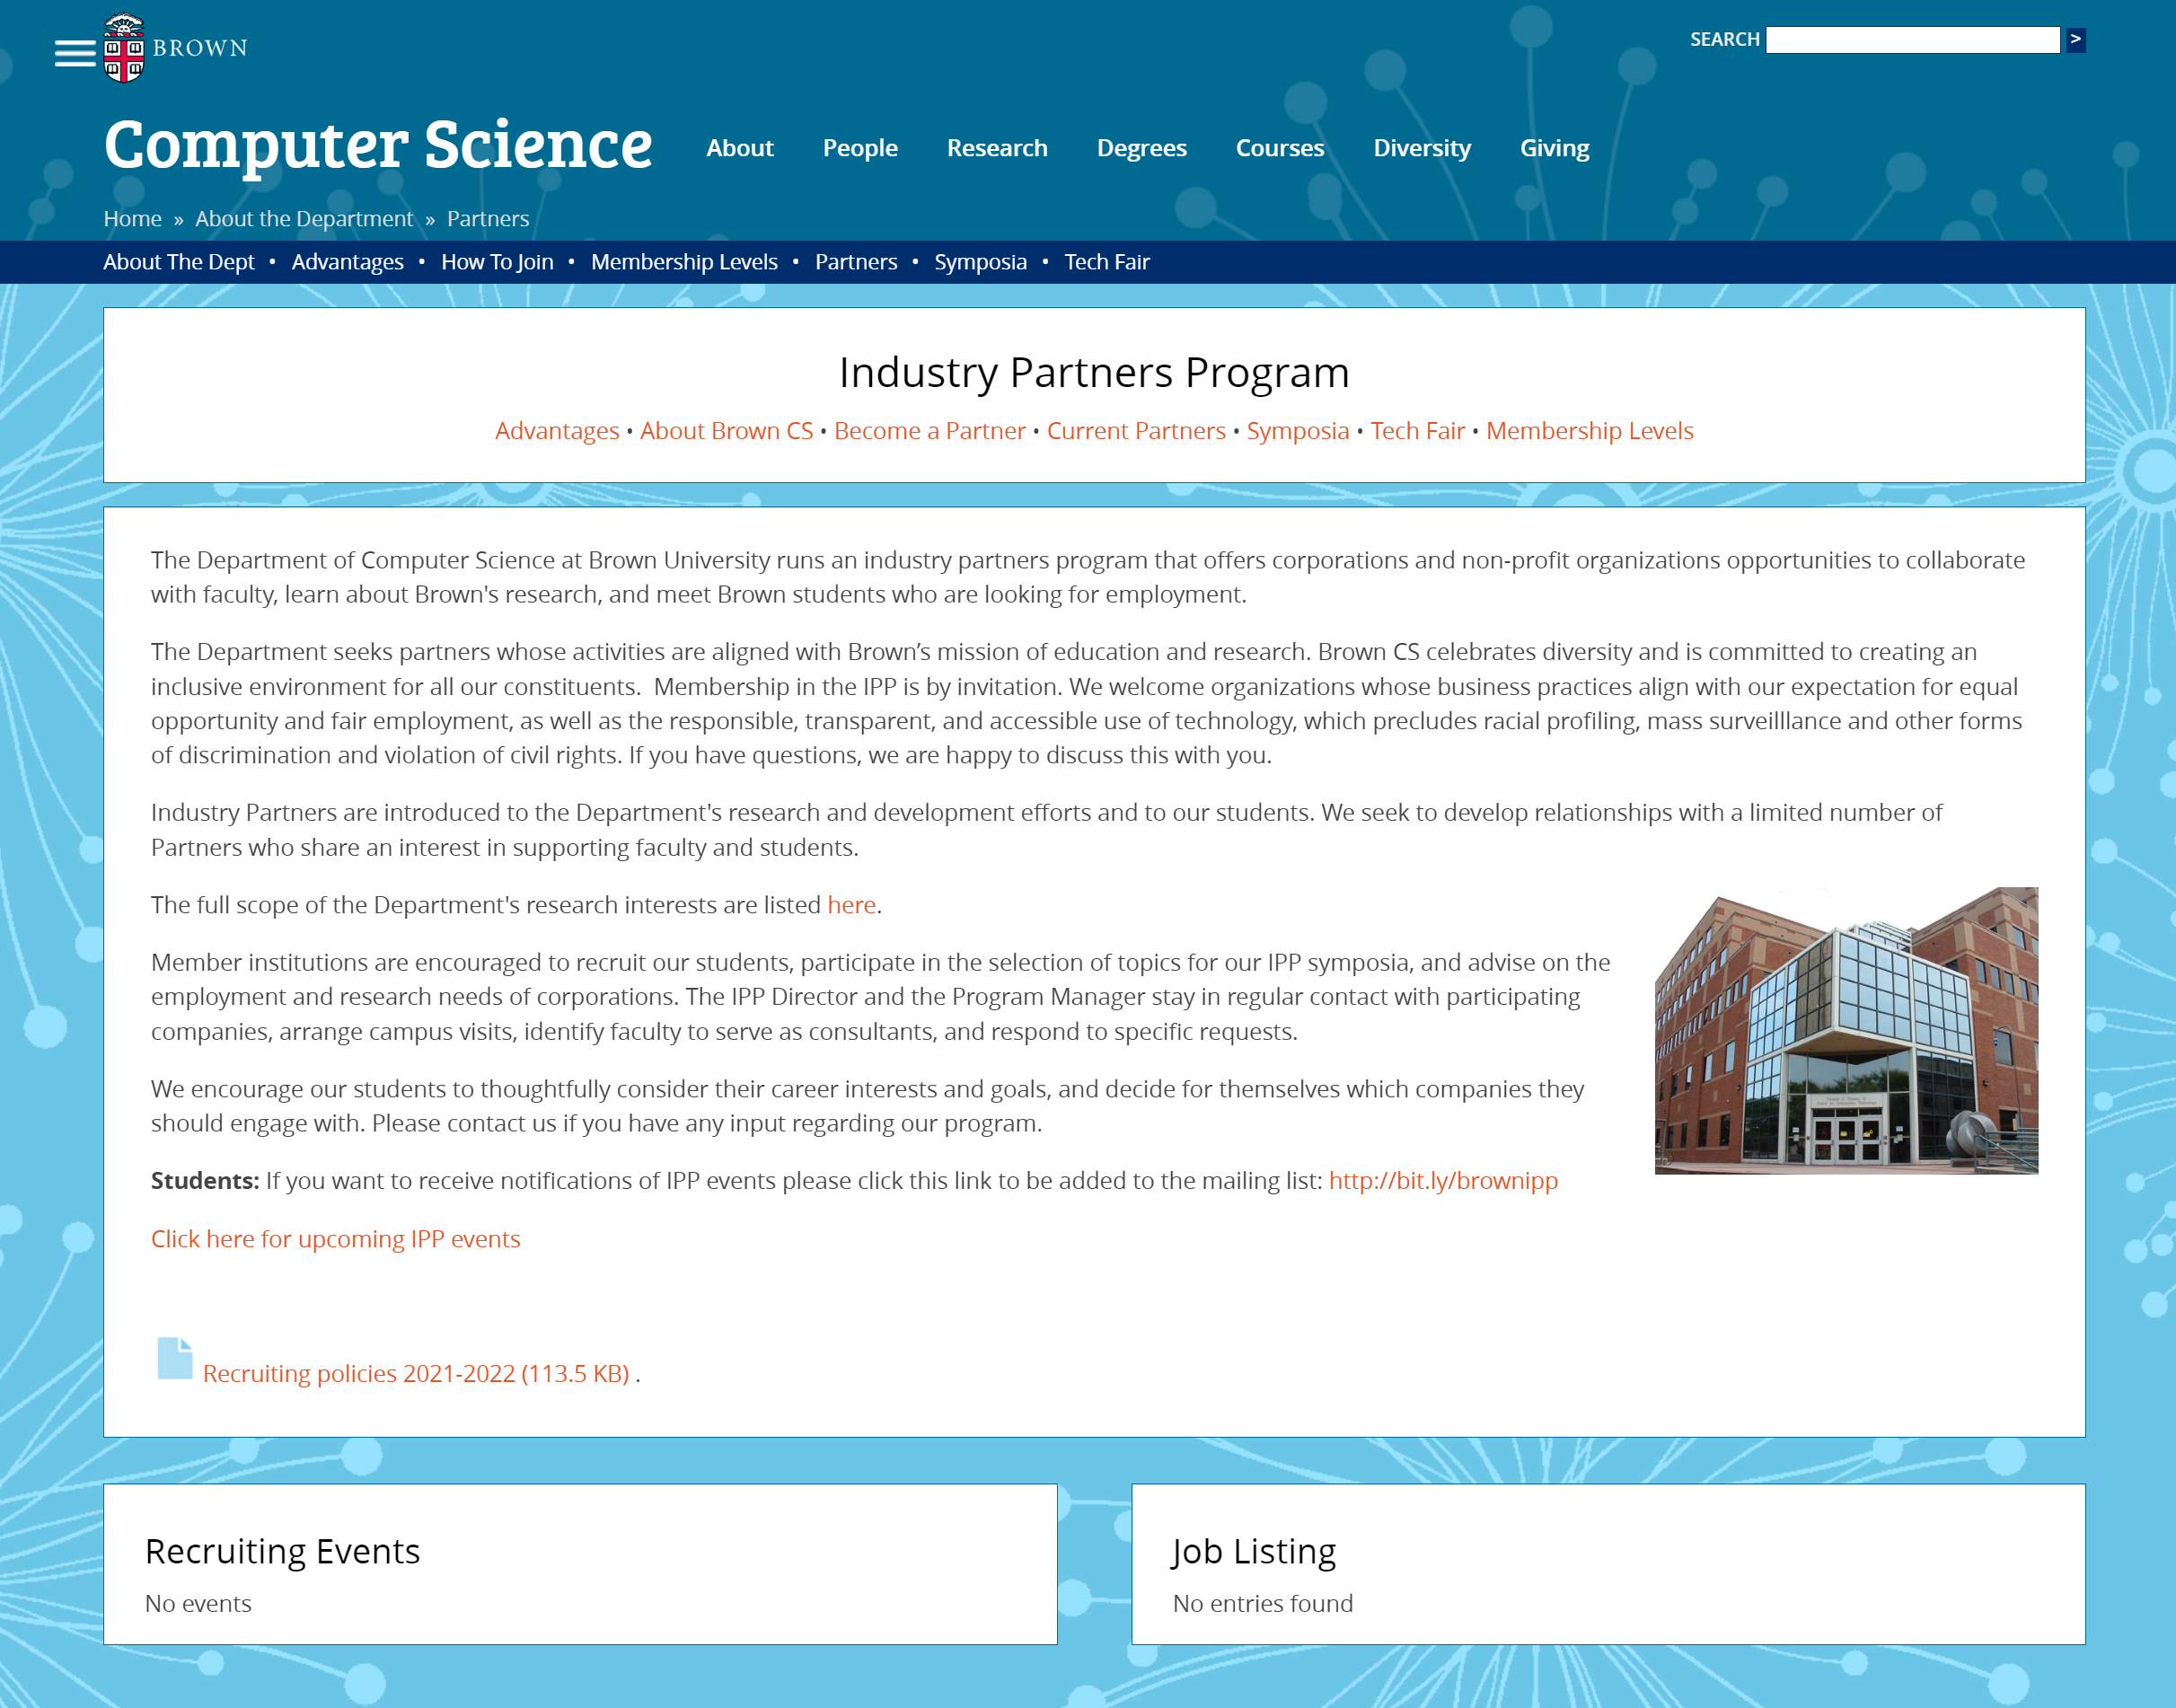 BROWN
SEARCH >
Computer Science
About People Research Degrees Courses Diversity Giving
Home » About the Department » Partners
About The Dept • Advantages • How To Join • Membership Levels • Partners • Symposia • Tech Fair
Industry Partners Program
Advantages • About Brown CS • Become a Partner • Current Partners • Symposia • Tech Fair • Membership Levels
The Department of Computer Science at Brown University runs an industry partners program that offers corporations and non-profit organizations opportunities to collaborate
with faculty, learn about Brown's research, and meet Brown students who are looking for employment.
The Department seeks partners whose activities are aligned with Brown’s mission of education and research. Brown CS celebrates diversity and is committed to creating an
inclusive environment for all our constituents.  Membership in the IPP is by invitation. We welcome organizations whose business practices align with our expectation for equal
opportunity and fair employment, as well as the responsible, transparent, and accessible use of technology, which precludes racial profiling, mass surveilllance and other forms
of discrimination and violation of civil rights. If you have questions, we are happy to discuss this with you.
Industry Partners are introduced to the Department's research and development efforts and to our students. We seek to develop relationships with a limited number of
Partners who share an interest in supporting faculty and students.
The full scope of the Department's research interests are listed here.
Member institutions are encouraged to recruit our students, participate in the selection of topics for our IPP symposia, and advise on the
employment and research needs of corporations. The IPP Director and the Program Manager stay in regular contact with participating
companies, arrange campus visits, identify faculty to serve as consultants, and respond to specific requests.
We encourage our students to thoughtfully consider their career interests and goals, and decide for themselves which companies they
should engage with. Please contact us if you have any input regarding our program.
Students: If you want to receive notifications of IPP events please click this link to be added to the mailing list: http://bit.ly/brownipp
Click here for upcoming IPP events
Recruiting policies 2021-2022 (113.5 KB) .
Recruiting Events
No events
Job Listing
No entries found